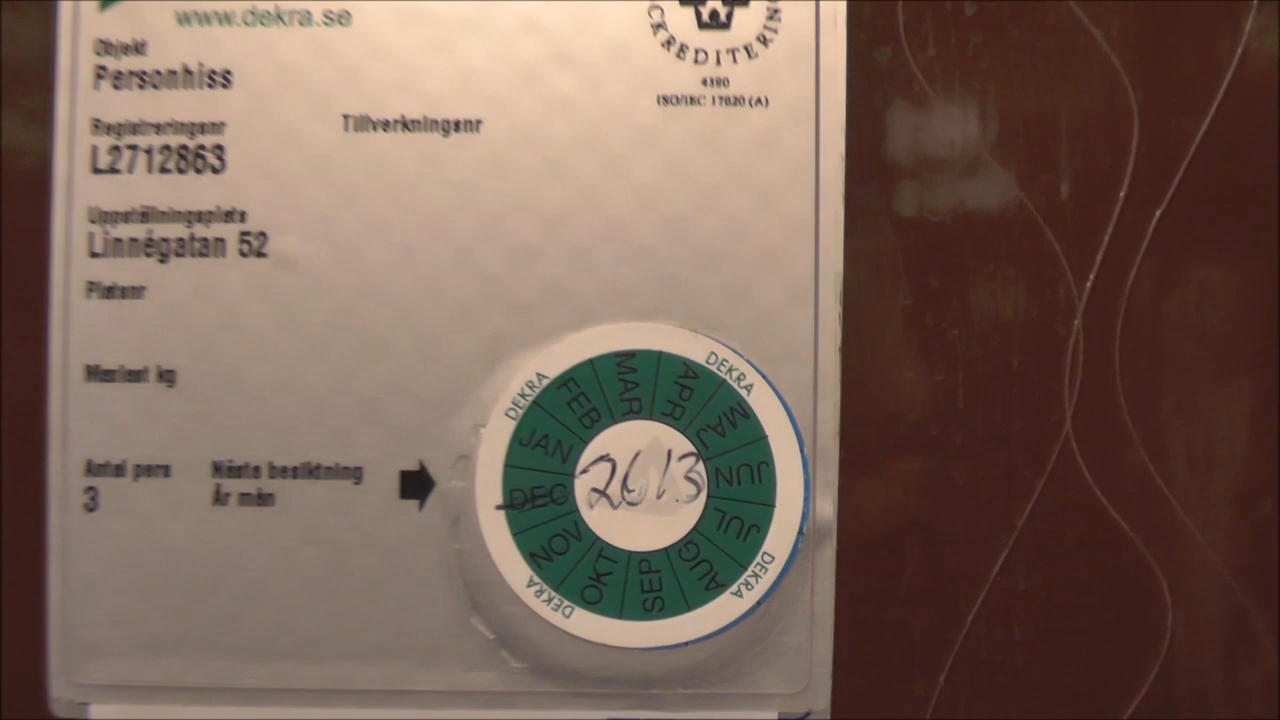 www.dekra.se
ACKREDITERING
4390
ISO/IEC 17020 (A)
Objekt
Personhiss
Registreringsnr
Tillverkningsnr
L2712863
Uppställningsplats
Linnégatan 52
Platsnr
Maxlast kg
Antal pers
Nästa besiktning
3
År mån
DEKRA
DEKRA
DEKRA
DEKRA
JAN
FEB
MAR
APR
MAJ
JUN
JUL
AUG
SEP
OKT
NOV
DEC
2013